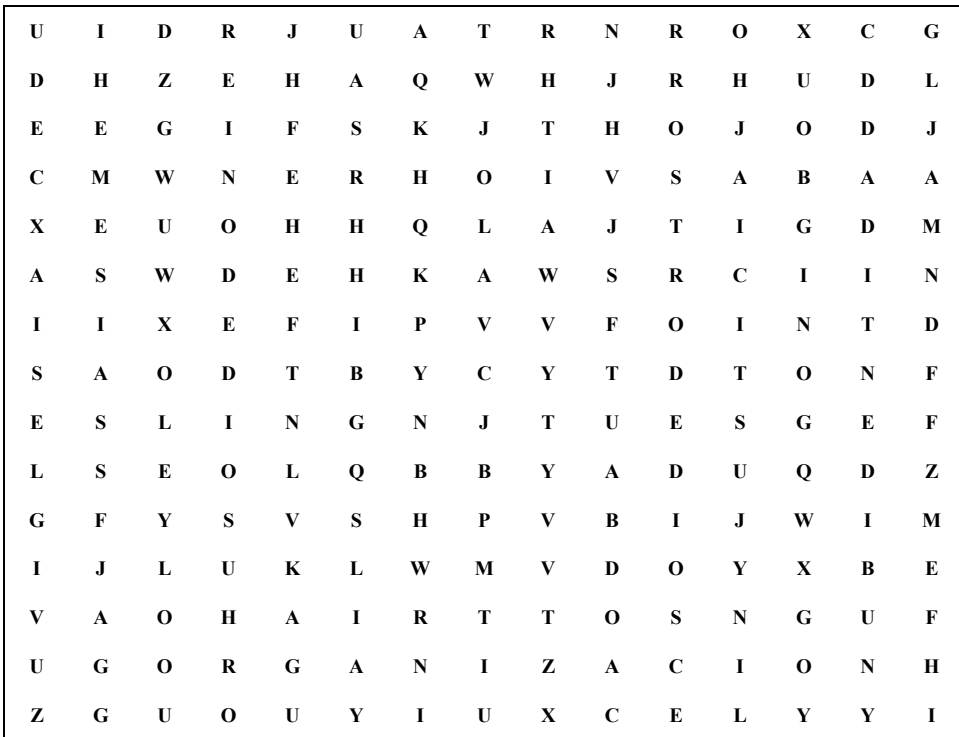 U I D R J U A T R N R O X C G
D H Z E H A Q W H J R H U D L
E E G I F S K J T H O J O D J
C M W N E R H O I V S A B A A
X E U O H H Q L A J T I G D M
A S W D E H K A W S R C I I N
I I X E F I P V V F O I N T D
S A O D T B Y C Y T D T O N F
E S L I N G N J T U E S G E F
L S E O L Q B B Y A D U Q D Z
G F Y S V S H P V B I J W I M
I J L U K L W M V D O Y X B E
V A O H A I R T T O S N G U F
U G O R G A N I Z A C I O N H
Z G U O U Y I U X C E L Y Y I